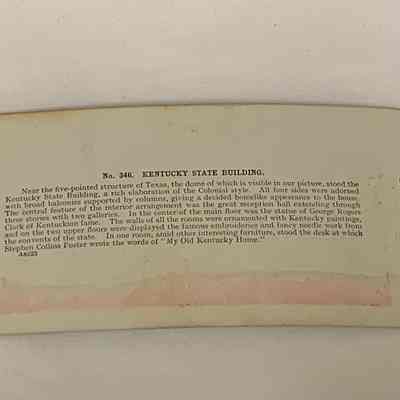 No. 346. KENTUCKY STATE BUILDING.
Near the five-pointed structure of Texas, the dome of which is visible in our picture, stood the
Kentucky State Building, a rich elaboration of the Colonial style. All four sides were adorned
with broad balconies supported by columns, giving a decided homelike appearance to the house.
The central feature of the interior arrangement was the great reception hall extending through
three stories with two galleries. In the center of the main floor was the statue of George Rogers
Clark of Kentuckian fame. The walls of all the rooms were ornamented with Kentucky paintings,
and on the two upper floors were displayed the famous embroideries and fancy needle work from
the convents of the state. In one room, amid other interesting furniture, stood the desk at which
Stephen Collins Foster wrote the words of "My Old Kentucky Home."